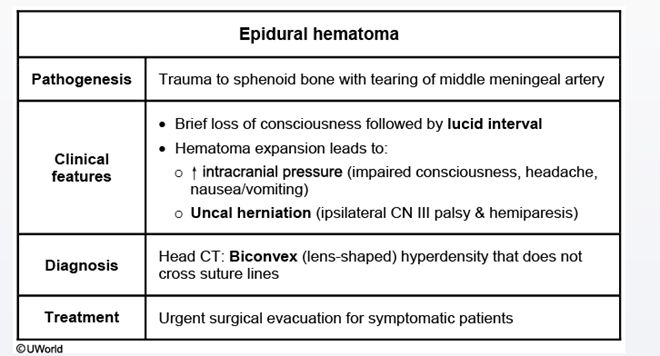 Epidural hematoma
Pathogenesis
Trauma to sphenoid bone with tearing of middle meningeal artery
Clinical
features
• Brief loss of consciousness followed by lucid interval
• Hematoma expansion leads to:
○ ↑ intracranial pressure (impaired consciousness, headache,
nausea/vomiting)
○ Uncal herniation (ipsilateral CN III palsy & hemiparesis)
Diagnosis
Head CT: Biconvex (lens-shaped) hyperdensity that does not
cross suture lines
Treatment
Urgent surgical evacuation for symptomatic patients
©UWorld